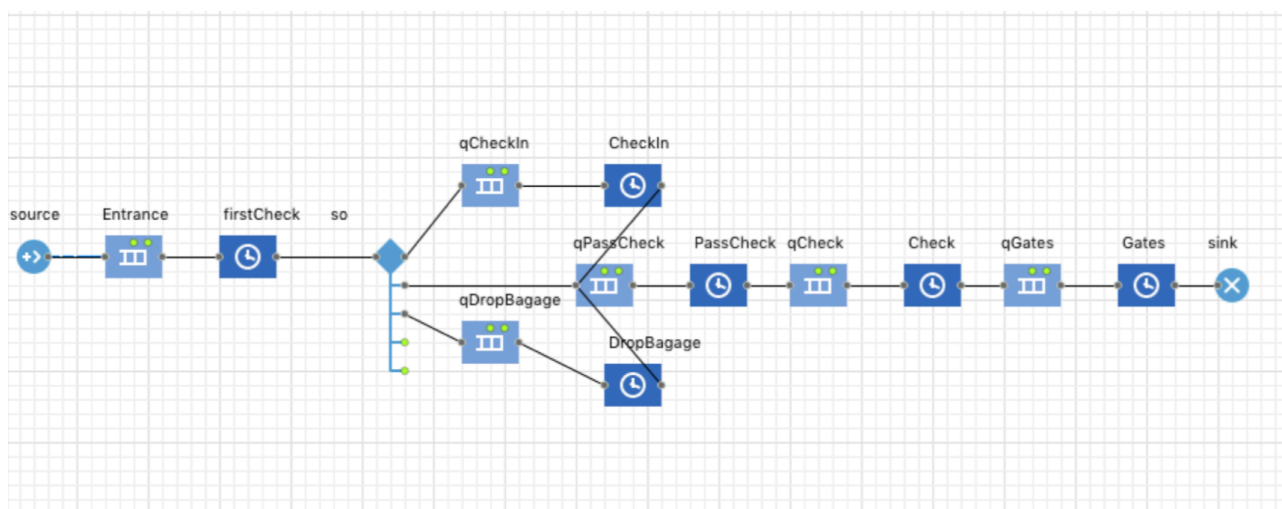 qCheckIn CheckIn
source Entrance firstCheck so
qPassCheck PassCheck qCheck Check qGates Gates sink
qDropBagage
DropBagage